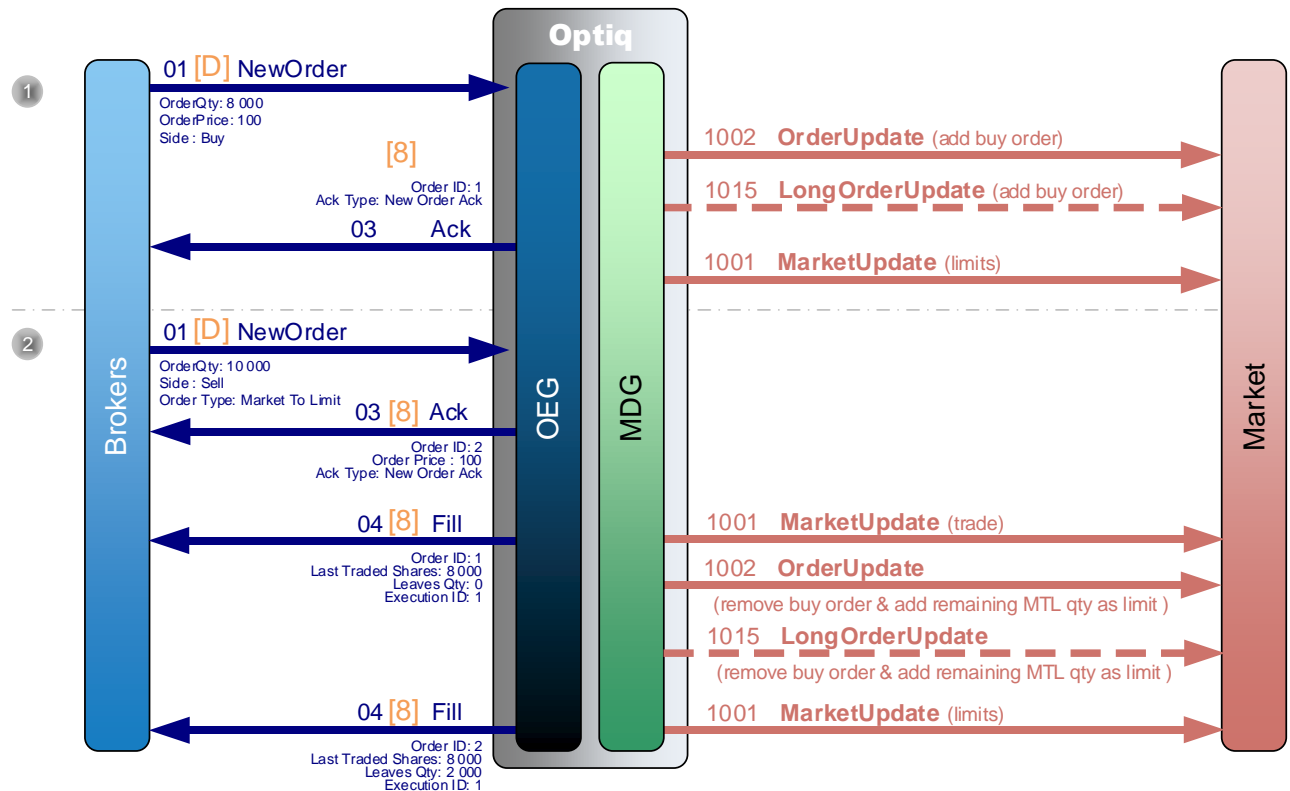 Optiq
1
01 [D] NewOrder
OrderQty: 8 000
OrderPrice: 100
Side : Buy
[8]
Order ID: 1
Ack Type: New Order Ack
03 Ack
1002 OrderUpdate (add buy order)
1015 LongOrderUpdate (add buy order)
1001 MarketUpdate (limits)
2
01 [D] NewOrder
OrderQty: 10 000
Side : Sell
Order Type: Market To Limit
03 [8] Ack
Order ID: 2
Order Price : 100
Ack Type: New Order Ack
04 [8] Fill
Order ID: 1
Last Traded Shares: 8 000
Leaves Qty: 0
Execution ID: 1
04 [8] Fill
Order ID: 2
Last Traded Shares: 8 000
Leaves Qty: 2 000
Execution ID: 1
1001 MarketUpdate (trade)
1002 OrderUpdate
(remove buy order & add remaining MTL qty as limit )
1015 LongOrderUpdate
(remove buy order & add remaining MTL qty as limit )
1001 MarketUpdate (limits)
Brokers
OEG
MDG
Market